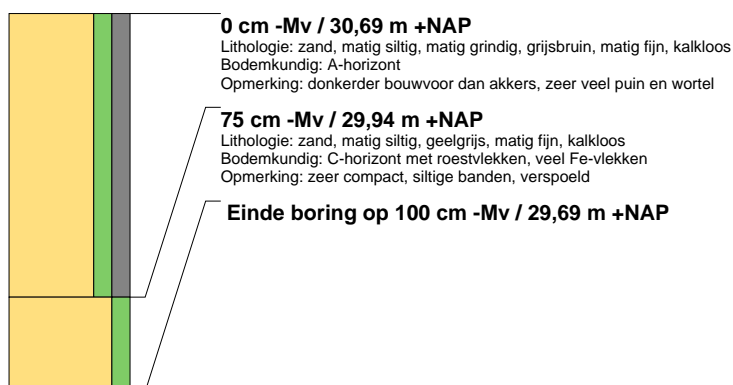 0 cm -Mv / 30,69 m +NAP
Lithologie: zand, matig siltig, matig grindig, grijsbruin, matig fijn, kalkloos
Bodemkundig: A-horizont
Opmerking: donkerder bouwvoor dan akkers, zeer veel puin en wortel
75 cm -Mv / 29,94 m +NAP
Lithologie: zand, matig siltig, geelgrijs, matig fijn, kalkloos
Bodemkundig: C-horizont met roestvlekken, veel Fe-vlekken
Opmerking: zeer compact, siltige banden, verspoeld
Einde boring op 100 cm -Mv / 29,69 m +NAP